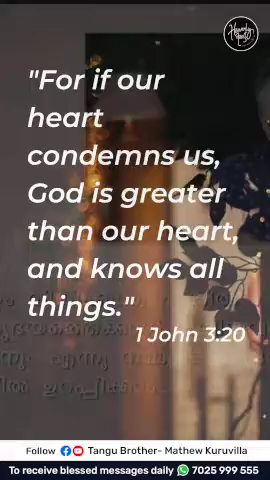 "For if our
heart
condemns us,
God is greater
than our heart,
and knows all
things."
1 John 3:20
Follow Tangu Brother- Mathew Kuruvilla
To receive blessed messages daily 7025 999 555